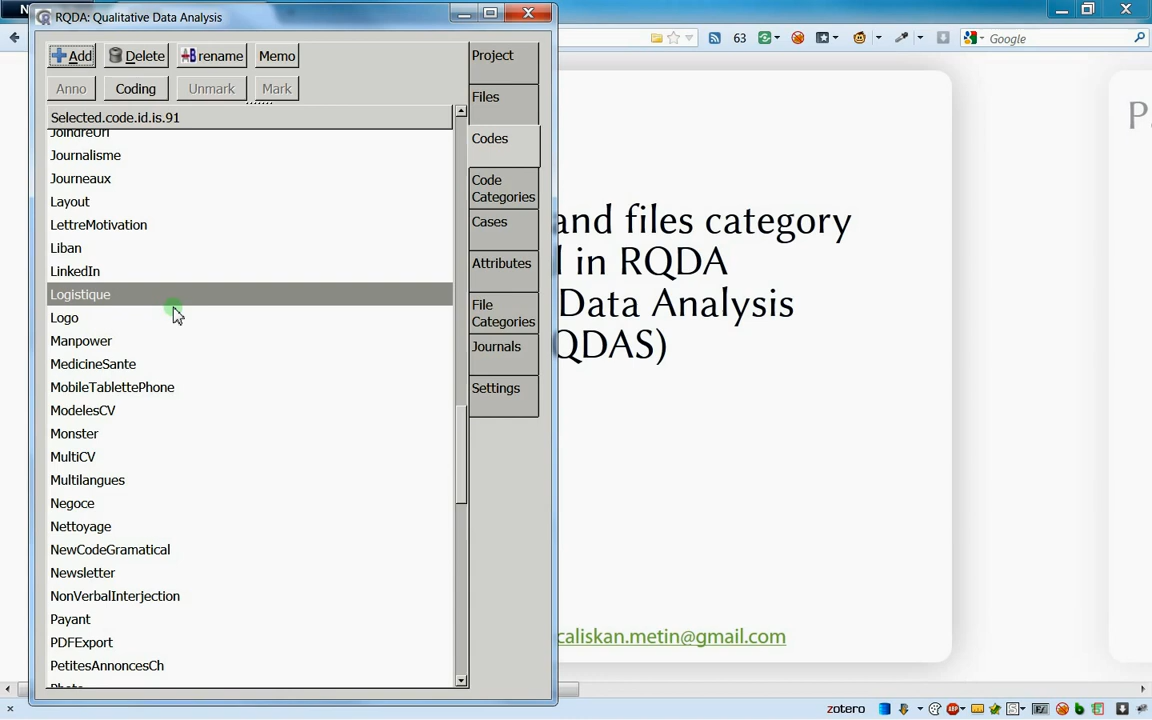 RQDA: Qualitative Data Analysis
Add
Delete
rename
Memo
Anno
Coding
Unmark
Mark
Selected.code.id.is.91
JoindreUrl
Journalisme
Journeaux
Layout
LettreMotivation
Liban
LinkedIn
Logistique
Logo
Manpower
MedicineSante
MobileTablettePhone
ModelesCV
Monster
MultiCV
Multilangues
Negoce
Nettoyage
NewCodeGramatical
Newsletter
NonVerbalInterjection
Payant
PDFExport
PetitesAnnoncesCh
Photo
Project
Files
Codes
Code
Categories
Cases
Attributes
File
Categories
Journals
Settings
N
63
Google
and files category
in RQDA
Data Analysis
QDAS)
caliskan.metin@gmail.com
P
zotero